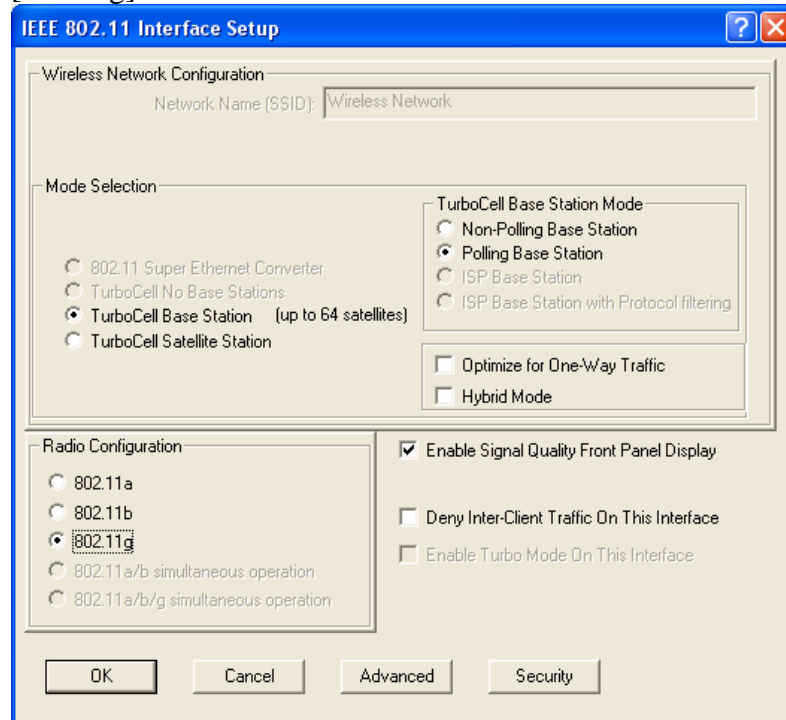 IEEE 802.11 Interface Setup
Wireless Network Configuration
Network Name (SSID): Wireless Network
Mode Selection
802.11 Super Ethernet Converter
TurboCell No Base Stations
TurboCell Base Station (up to 64 satellites)
TurboCell Satellite Station
TurboCell Base Station Mode
Non-Polling Base Station
Polling Base Station
ISP Base Station
ISP Base Station with Protocol filtering
Optimize for One-Way Traffic
Hybrid Mode
Radio Configuration
802.11a
802.11b
802.11g
802.11a/b simultaneous operation
802.11a/b/g simultaneous operation
Enable Signal Quality Front Panel Display
Deny Inter-Client Traffic On This Interface
Enable Turbo Mode On This Interface
OK Cancel Advanced Security